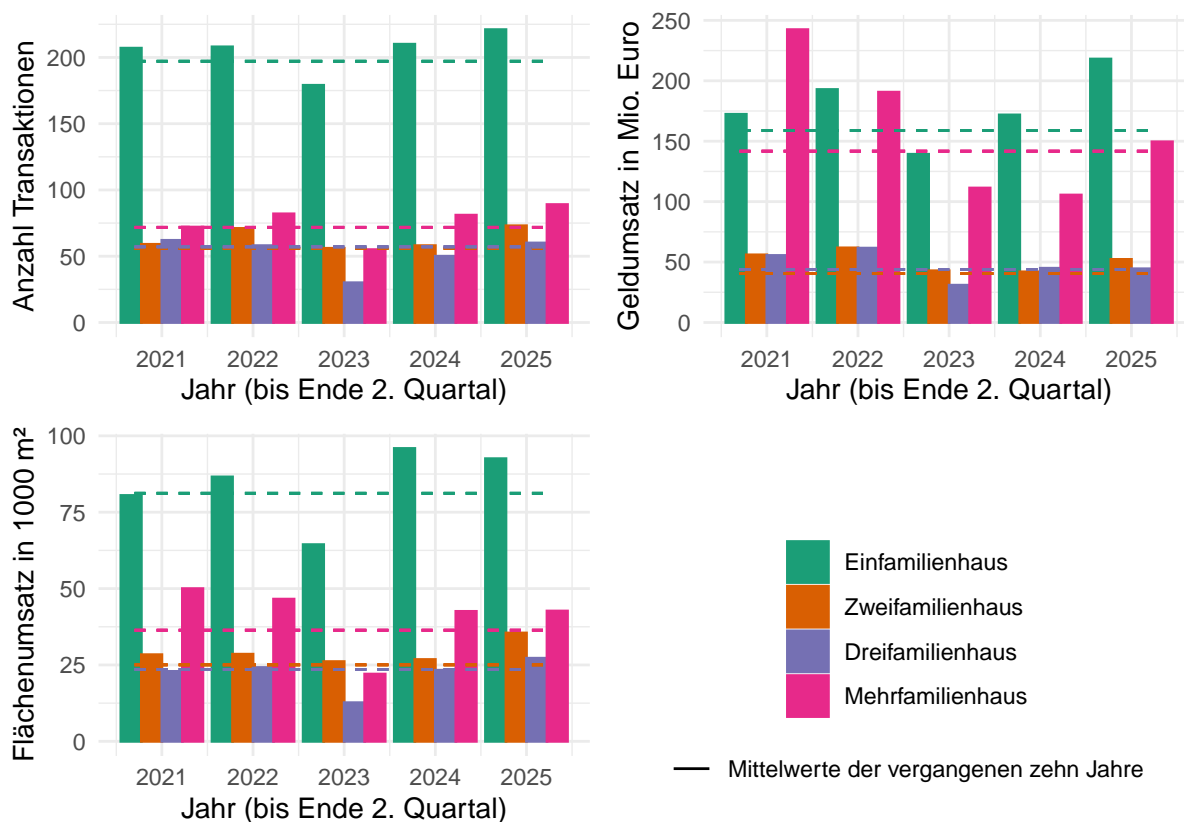 Anzahl Transaktionen
200
150
100
50
0
2021 2022 2023 2024 2025
Jahr (bis Ende 2. Quartal)
Geldumsatz in Mio. Euro
250
200
150
100
50
0
2021 2022 2023 2024 2025
Jahr (bis Ende 2. Quartal)
Flächenumsatz in 1000 m²
100
75
50
25
0
2021 2022 2023 2024 2025
Jahr (bis Ende 2. Quartal)
Einfamilienhaus
Zweifamilienhaus
Dreifamilienhaus
Mehrfamilienhaus
Mittelwerte der vergangenen zehn Jahre